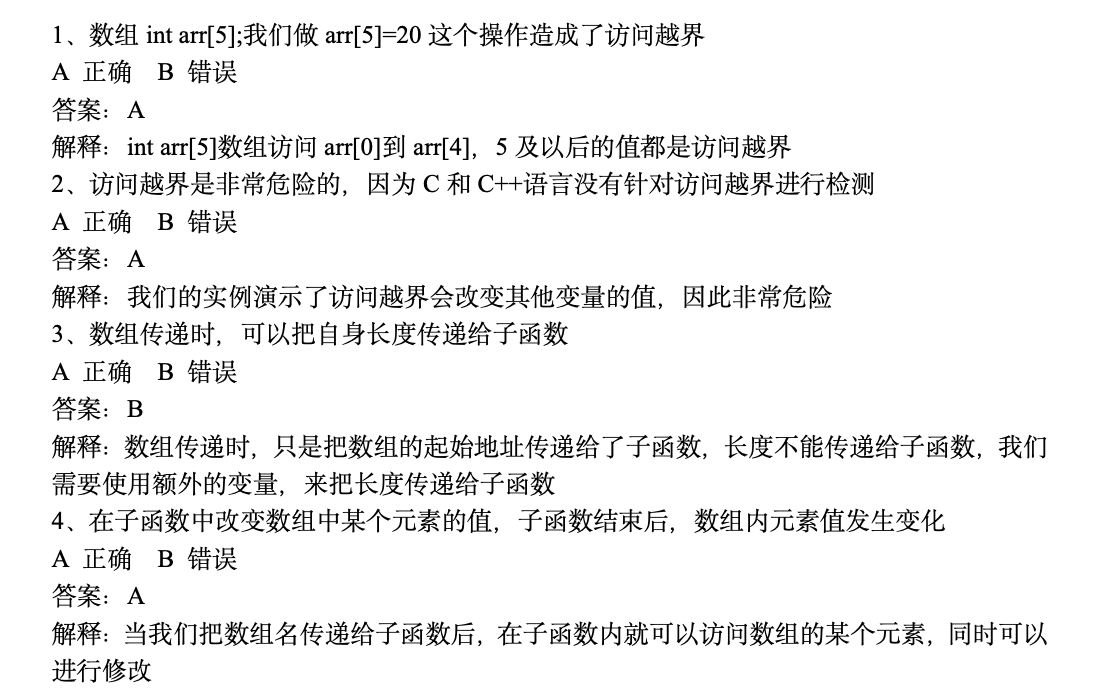 1、数组 int arr[5];我们做 arr[5]=20 这个操作造成了访问越界
A 正确 B 错误
答案：A
解释：int arr[5]数组访问 arr[0]到 arr[4]，5 及以后的值都是访问越界
2、访问越界是非常危险的，因为 C 和 C++语言没有针对访问越界进行检测
A 正确 B 错误
答案：A
解释：我们的实例演示了访问越界会改变其他变量的值，因此非常危险
3、数组传递时，可以把自身长度传递给子函数
A 正确 B 错误
答案：B
解释：数组传递时，只是把数组的起始地址传递给了子函数，长度不能传递给子函数，我们
需要使用额外的变量，来把长度传递给子函数
4、在子函数中改变数组中某个元素的值，子函数结束后，数组内元素值发生变化
A 正确 B 错误
答案：A
解释：当我们把数组名传递给子函数后，在子函数内就可以访问数组的某个元素，同时可以
进行修改